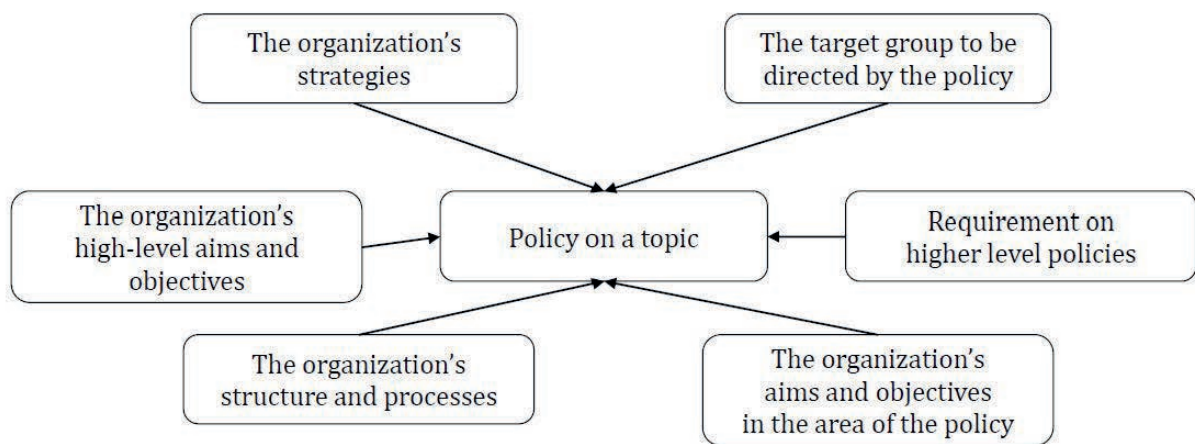 The organization’s
strategies
The target group to be
directed by the policy
The organization’s
high-level aims and
objectives
Policy on a topic
Requirement on
higher level policies
The organization’s
structure and processes
The organization’s
aims and objectives
in the area of the policy